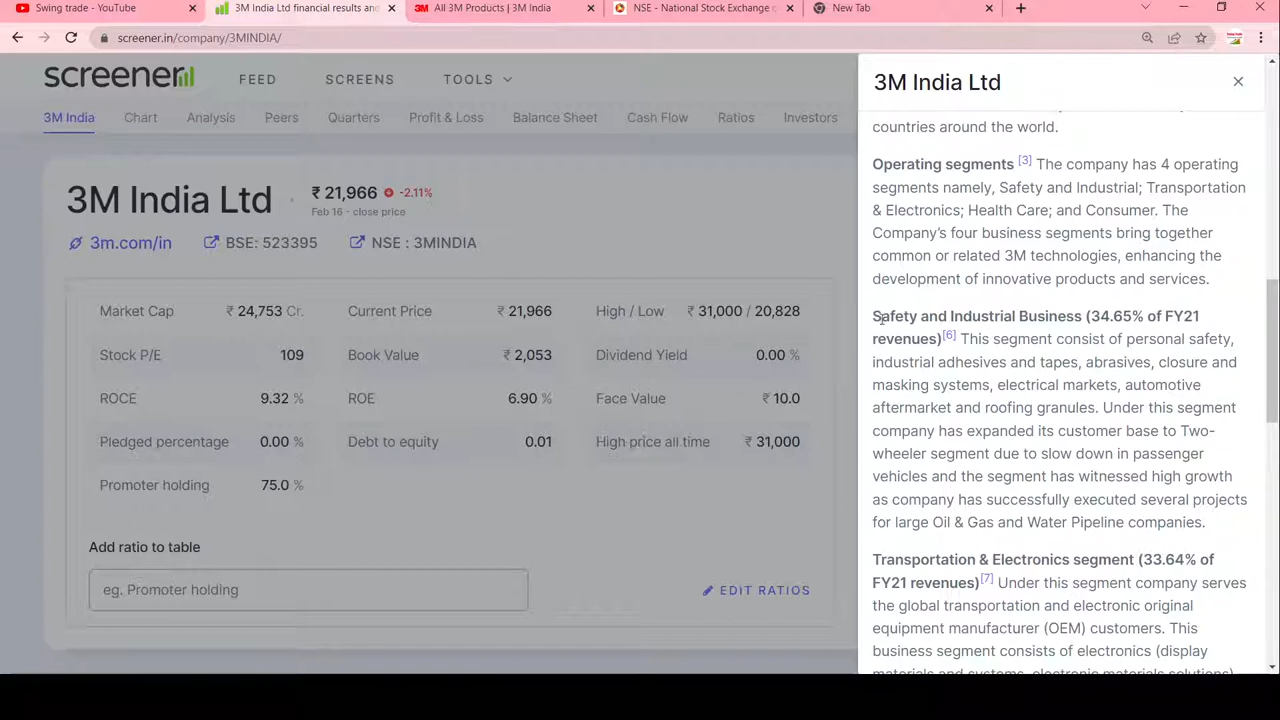 Swing trade - YouTube
3M India Ltd financial results and
3M All 3M Products | 3M India
NSE - National Stock Exchange o
New Tab
screener.in/company/3MINDIA/
screener
FEED
SCREENS
TOOLS
3M India
Chart
Analysis
Peers
Quarters
Profit & Loss
Balance Sheet
Cash Flow
Ratios
Investors
3M India Ltd
₹ 21,966 -2.11%
Feb 16 - close price
3m.com/in
BSE: 523395
NSE : 3MINDIA
Market Cap ₹ 24,753 Cr.
Current Price ₹ 21,966
High / Low ₹ 31,000 / 20,828
Stock P/E 109
Book Value ₹ 2,053
Dividend Yield 0.00 %
ROCE 9.32 %
ROE 6.90 %
Face Value ₹ 10.0
Pledged percentage 0.00 %
Debt to equity 0.01
High price all time ₹ 31,000
Promoter holding 75.0 %
Add ratio to table
eg. Promoter holding
EDIT RATIOS
3M India Ltd
countries around the world.
Operating segments [3] The company has 4 operating
segments namely, Safety and Industrial; Transportation
& Electronics; Health Care; and Consumer. The
Company's four business segments bring together
common or related 3M technologies, enhancing the
development of innovative products and services.
Safety and Industrial Business (34.65% of FY21
revenues)[6] This segment consist of personal safety,
industrial adhesives and tapes, abrasives, closure and
masking systems, electrical markets, automotive
aftermarket and roofing granules. Under this segment
company has expanded its customer base to Two-
wheeler segment due to slow down in passenger
vehicles and the segment has witnessed high growth
as company has successfully executed several projects
for large Oil & Gas and Water Pipeline companies.
Transportation & Electronics segment (33.64% of
FY21 revenues)[7] Under this segment company serves
the global transportation and electronic original
equipment manufacturer (OEM) customers. This
business segment consists of electronics (display
materials and systems, electronic materials solutions)